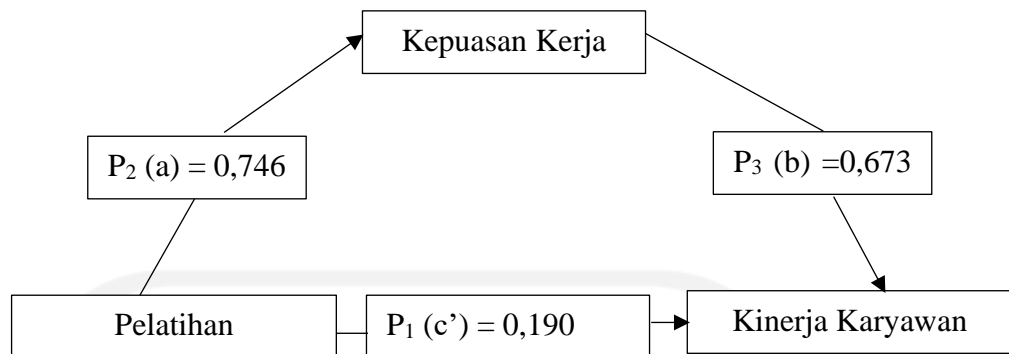 Kepuasan Kerja
P₂ (a) = 0,746
P₃ (b) =0,673
Pelatihan
P₁ (c’) = 0,190
Kinerja Karyawan